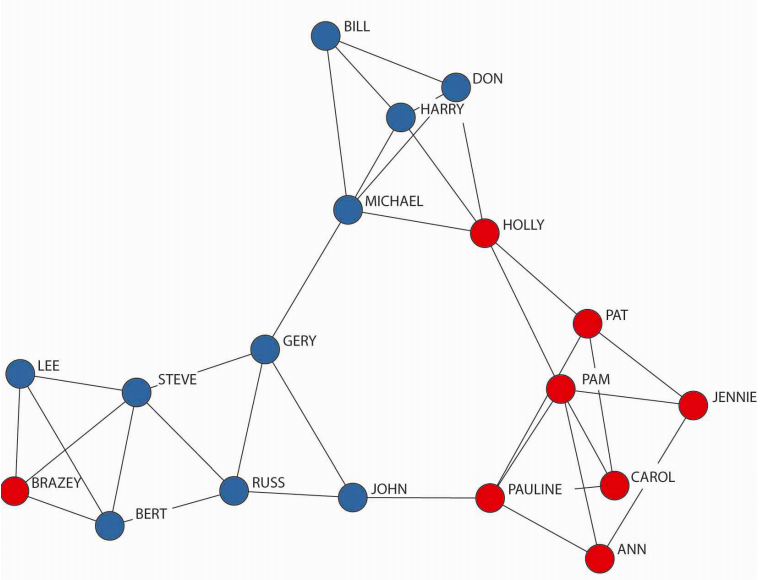 BILL
DON
HARRY
MICHAEL
HOLLY
PAT
GERY
LEE
STEVE
PAM
JENNIE
BRAZEY
RUSS
JOHN
PAULINE
CAROL
BERT
ANN